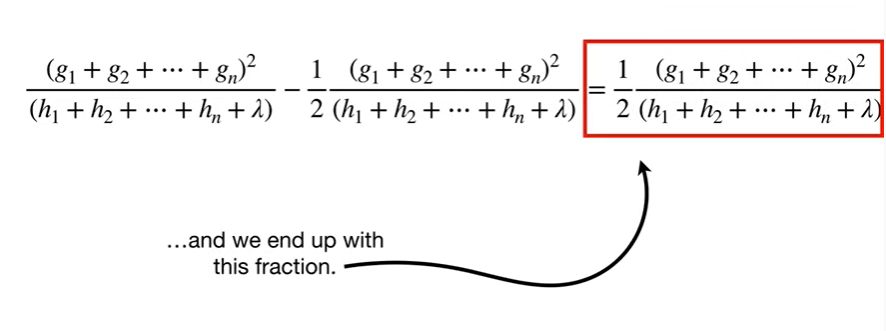 (g₁ + g₂ + ⋯ + gₙ)² / (h₁ + h₂ + ⋯ + hₙ + λ) − 1/2 (g₁ + g₂ + ⋯ + gₙ)² / (h₁ + h₂ + ⋯ + hₙ + λ) = 1/2 (g₁ + g₂ + ⋯ + gₙ)² / (h₁ + h₂ + ⋯ + hₙ + λ)
…and we end up with
this fraction.